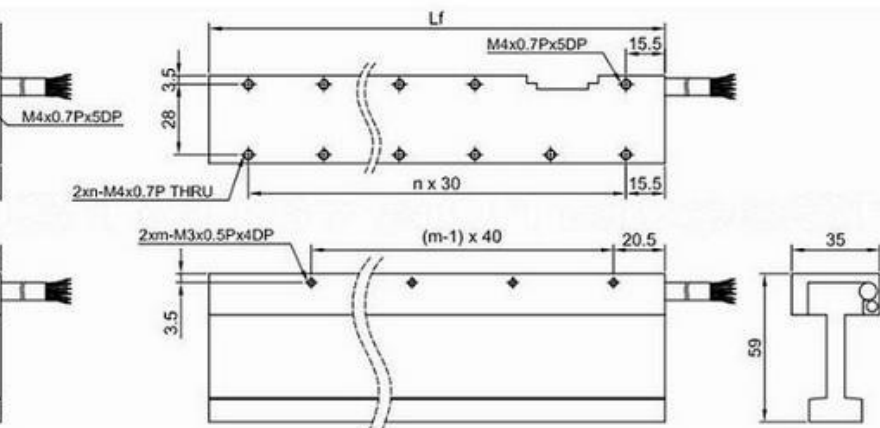 Lf
M4x0.7Px5DP
15.5
3.5
M4x0.7Px5DP
28
2xn-M4x0.7P THRU
n x 30
15.5
2xm-M3x0.5Px4DP
(m-1) x 40
20.5
35
3.5
59